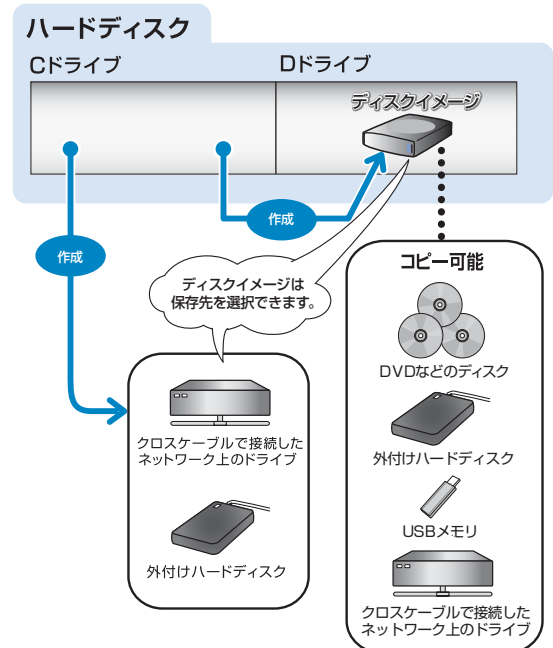 ハードディスク
Cドライブ
Dドライブ
ディスクイメージ
作成
作成
ディスクイメージは
保存先を選択できます。
クロスケーブルで接続した
ネットワーク上のドライブ
外付けハードディスク
コピー可能
DVDなどのディスク
外付けハードディスク
USBメモリ
クロスケーブルで接続した
ネットワーク上のドライブ